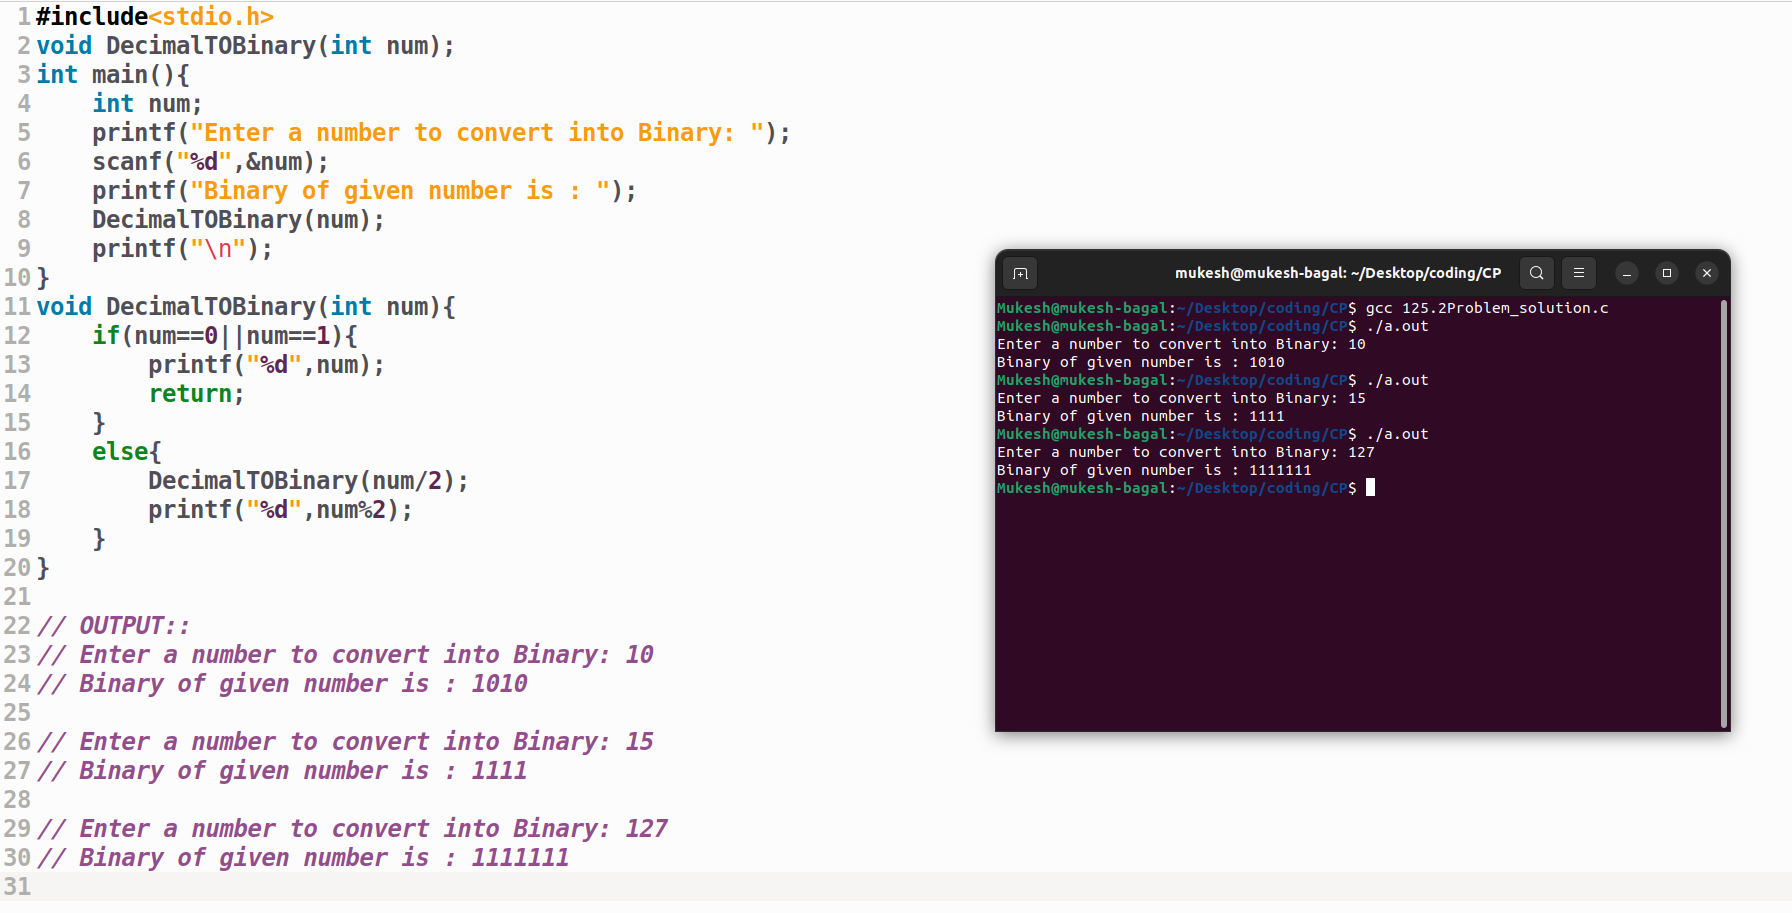 1 #include<stdio.h>
2 void DecimalTOBinary(int num);
3 int main(){
4     int num;
5     printf("Enter a number to convert into Binary: ");
6     scanf("%d",&num);
7     printf("Binary of given number is : ");
8     DecimalTOBinary(num);
9     printf("\n");
10 }
11 void DecimalTOBinary(int num){
12     if(num==0||num==1){
13         printf("%d",num);
14         return;
15     }
16     else{
17         DecimalTOBinary(num/2);
18         printf("%d",num%2);
19     }
20 }
21
22 // OUTPUT::
23 // Enter a number to convert into Binary: 10
24 // Binary of given number is : 1010
25
26 // Enter a number to convert into Binary: 15
27 // Binary of given number is : 1111
28
29 // Enter a number to convert into Binary: 127
30 // Binary of given number is : 1111111
31
mukesh@mukesh-bagal: ~/Desktop/coding/CP
Mukesh@mukesh-bagal:~/Desktop/coding/CP$ gcc 125.2Problem_solution.c
Mukesh@mukesh-bagal:~/Desktop/coding/CP$ ./a.out
Enter a number to convert into Binary: 10
Binary of given number is : 1010
Mukesh@mukesh-bagal:~/Desktop/coding/CP$ ./a.out
Enter a number to convert into Binary: 15
Binary of given number is : 1111
Mukesh@mukesh-bagal:~/Desktop/coding/CP$ ./a.out
Enter a number to convert into Binary: 127
Binary of given number is : 1111111
Mukesh@mukesh-bagal:~/Desktop/coding/CP$